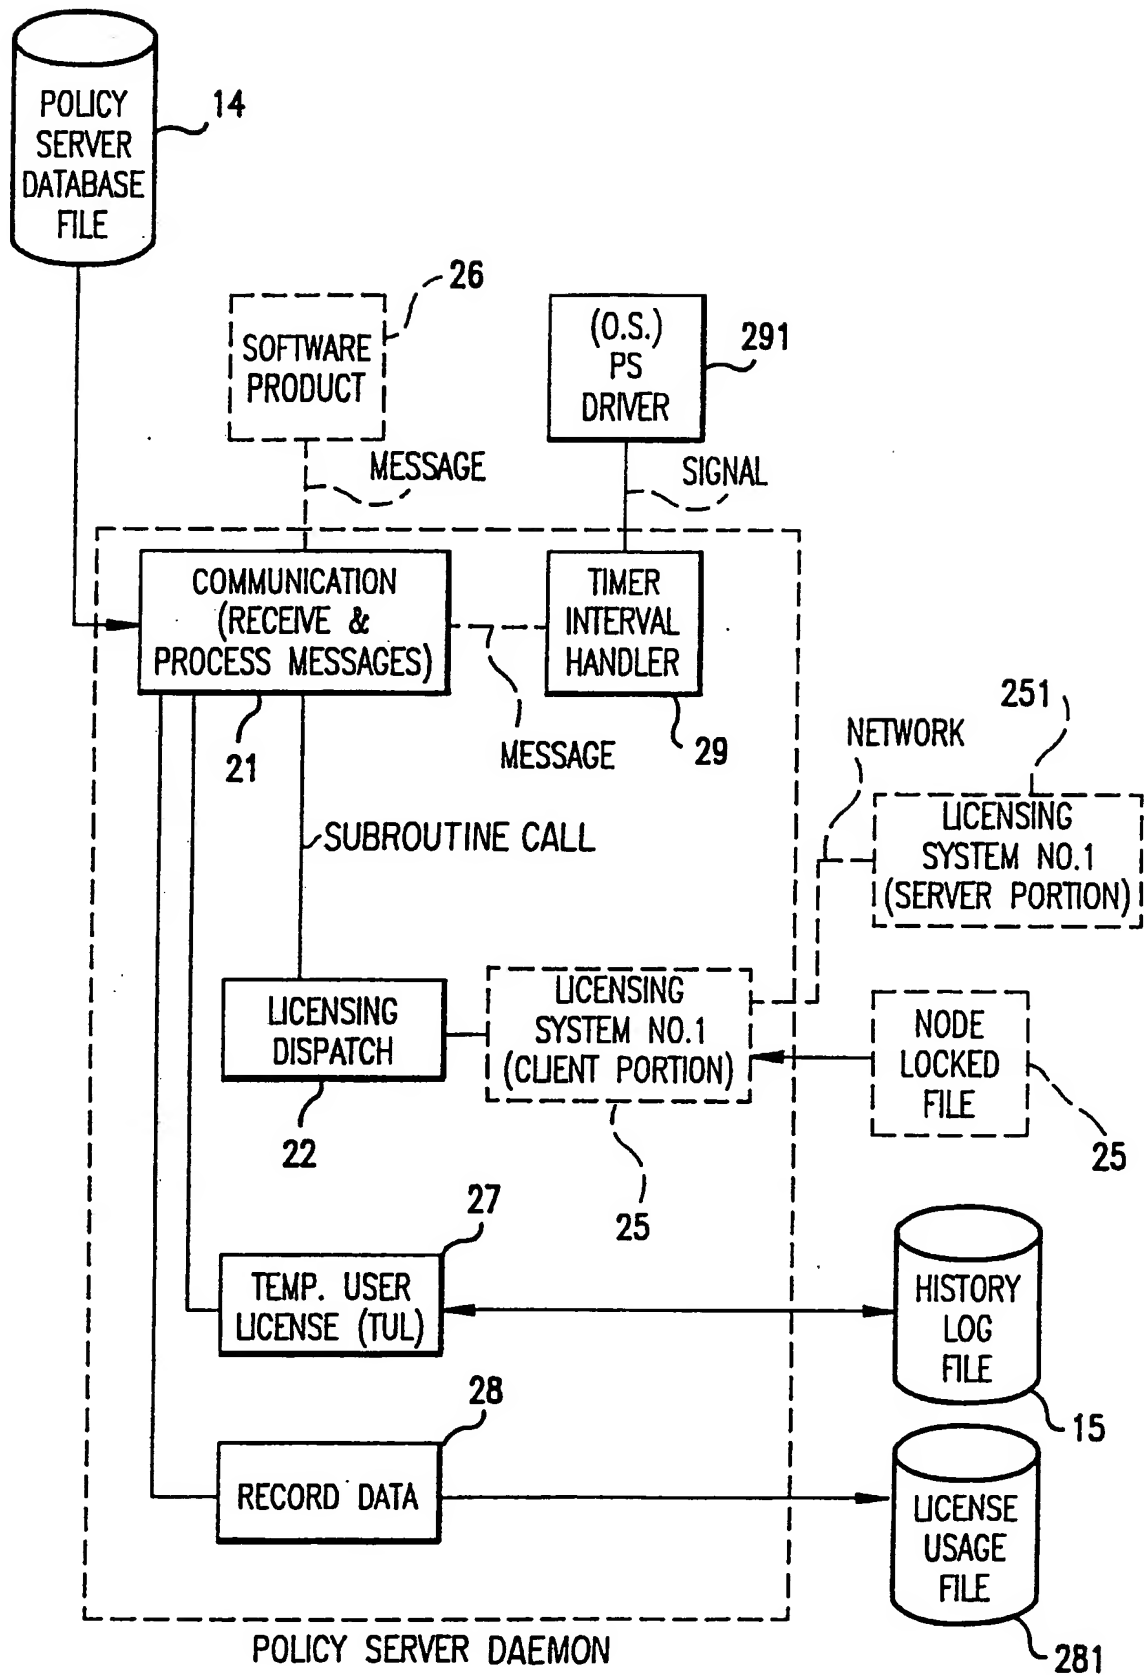 POLICY
SERVER
DATABASE
FILE
14
SOFTWARE
PRODUCT
26
(O.S.)
PS
DRIVER
291
MESSAGE
SIGNAL
COMMUNICATION
(RECEIVE &
PROCESS MESSAGES)
21
MESSAGE
TIMER
INTERVAL
HANDLER
29
SUBROUTINE CALL
NETWORK
251
LICENSING
SYSTEM NO.1
(SERVER PORTION)
LICENSING
DISPATCH
22
LICENSING
SYSTEM NO.1
(CLIENT PORTION)
25
NODE
LOCKED
FILE
25
27
TEMP. USER
LICENSE (TUL)
HISTORY
LOG
FILE
15
28
RECORD DATA
LICENSE
USAGE
FILE
281
POLICY SERVER DAEMON